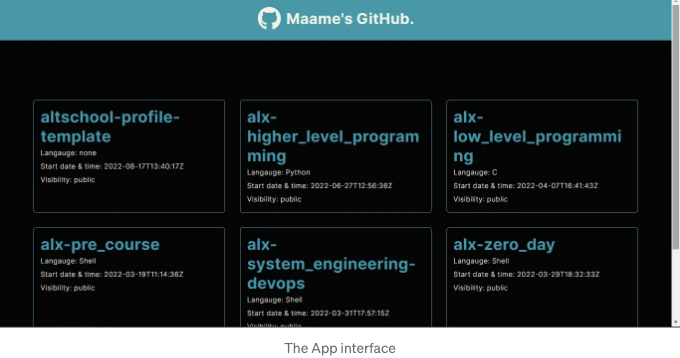 Maame's GitHub.
altschool-profile-
template
Langauge: none
Start date & time: 2022-08-17T13:40:17Z
Visibility: public
alx-
higher_level_program
ming
Langauge: Python
Start date & time: 2022-06-27T12:56:36Z
Visibility: public
alx-
low_level_programmi
ng
Langauge: C
Start date & time: 2022-04-07T16:41:43Z
Visibility: public
alx-pre_course
Langauge: Shell
Start date & time: 2022-03-19T11:14:36Z
Visibility: public
alx-
system_engineering-
devops
Langauge: Shell
Start date & time: 2022-03-31T17:57:15Z
Visibility: public
alx-zero_day
Langauge: Shell
Start date & time: 2022-03-29T18:32:33Z
Visibility: public
The App interface